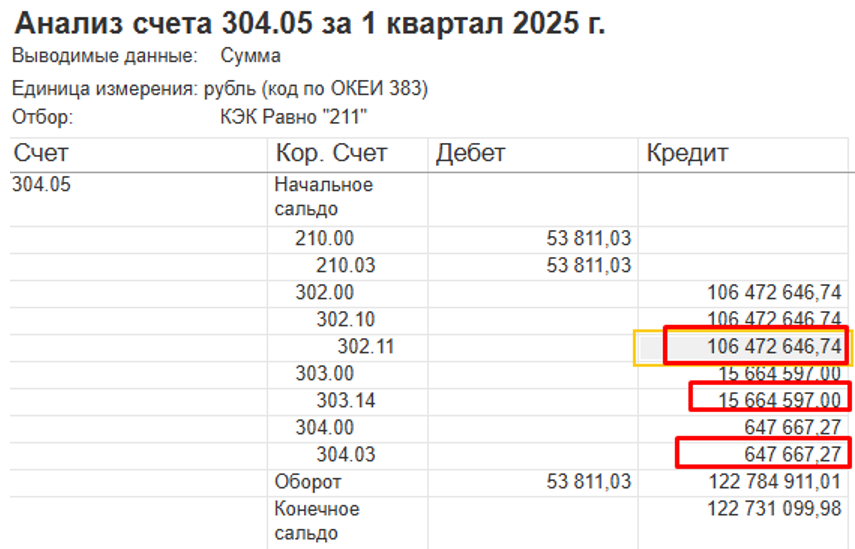 Анализ счета 304.05 за 1 квартал 2025 г.
Выводимые данные: Сумма
Единица измерения: рубль (код по ОКЕИ 383)
Отбор: КЭК Равно "211"
Счет Кор. Счет Дебет Кредит
304.05 Начальное
сальдо
210.00 53 811,03
210.03 53 811,03
302.00 106 472 646,74
302.10 106 472 646,74
302.11 106 472 646,74
303.00 15 664 597,00
303.14 15 664 597,00
304.00 647 667,27
304.03 647 667,27
Оборот 53 811,03 122 784 911,01
Конечное 122 731 099,98
сальдо